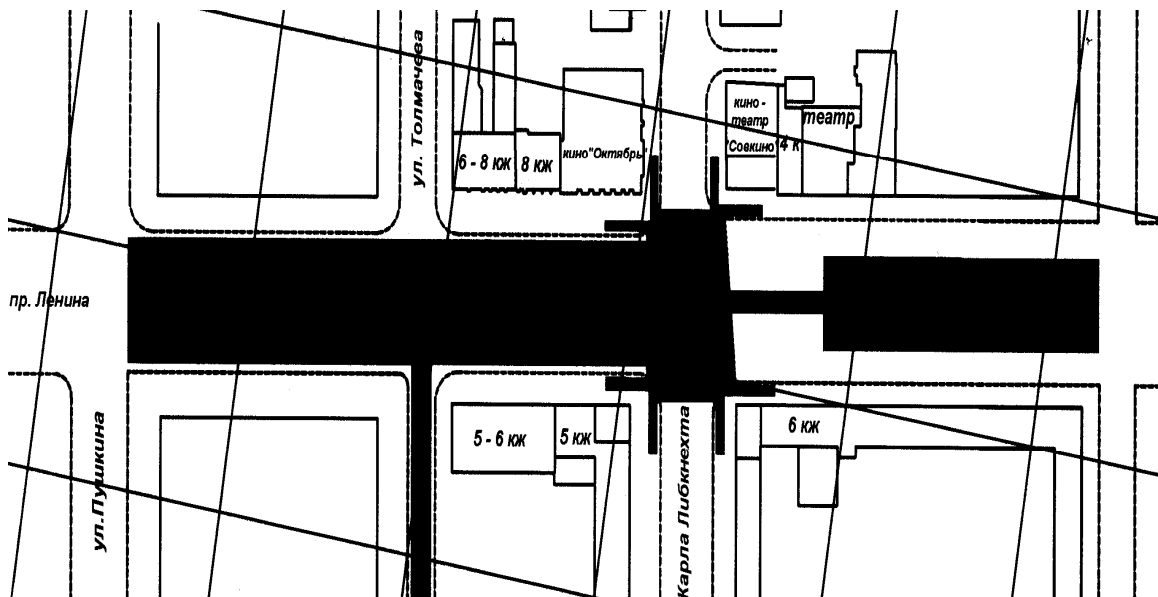 ул. Толмачева
6 - 8 кж
8 кж
кино"Октябрь"
кино -
театр
"Совкино"
4 к
театр
пр. Ленина
ул.Пушкина
5 - 6 кж
5 кж
Карла Либкнехта
6 кж